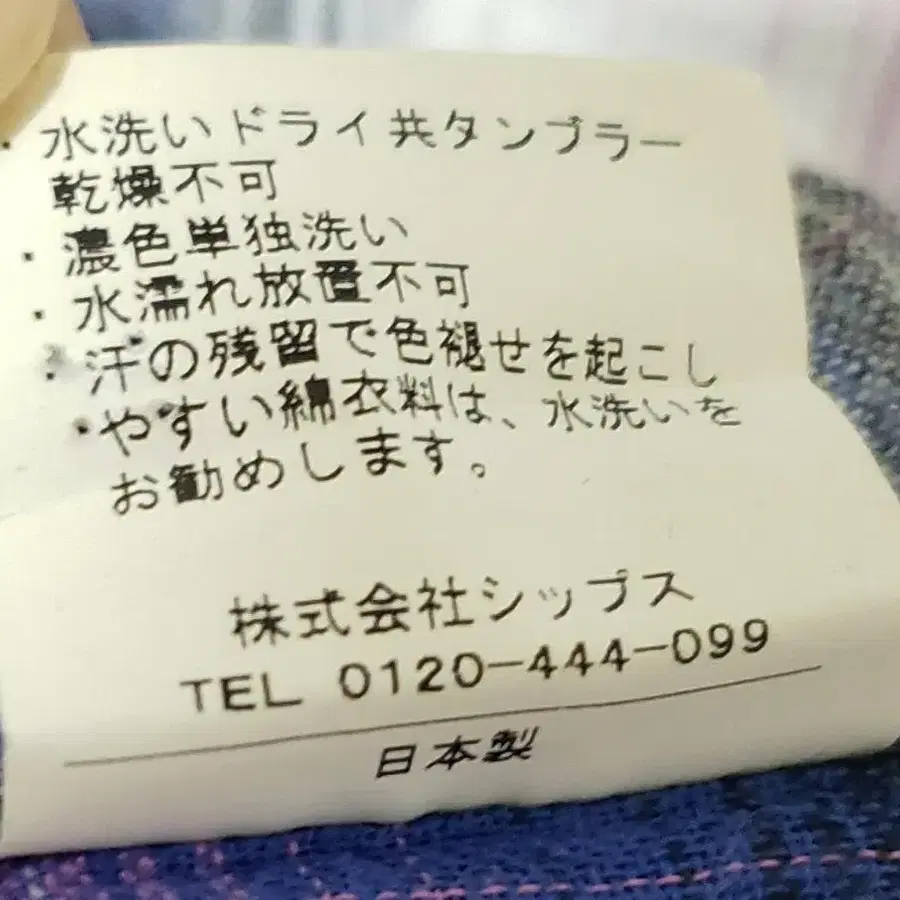 ・水洗いドライ共タンブラー
乾燥不可
・濃色単独洗い
・水濡れ放置不可
・汗の残留で色褪せを起こし
・やすい綿衣料は、水洗いを
お勧めします。
株式会社シップス
TEL 0120-444-099
日本製